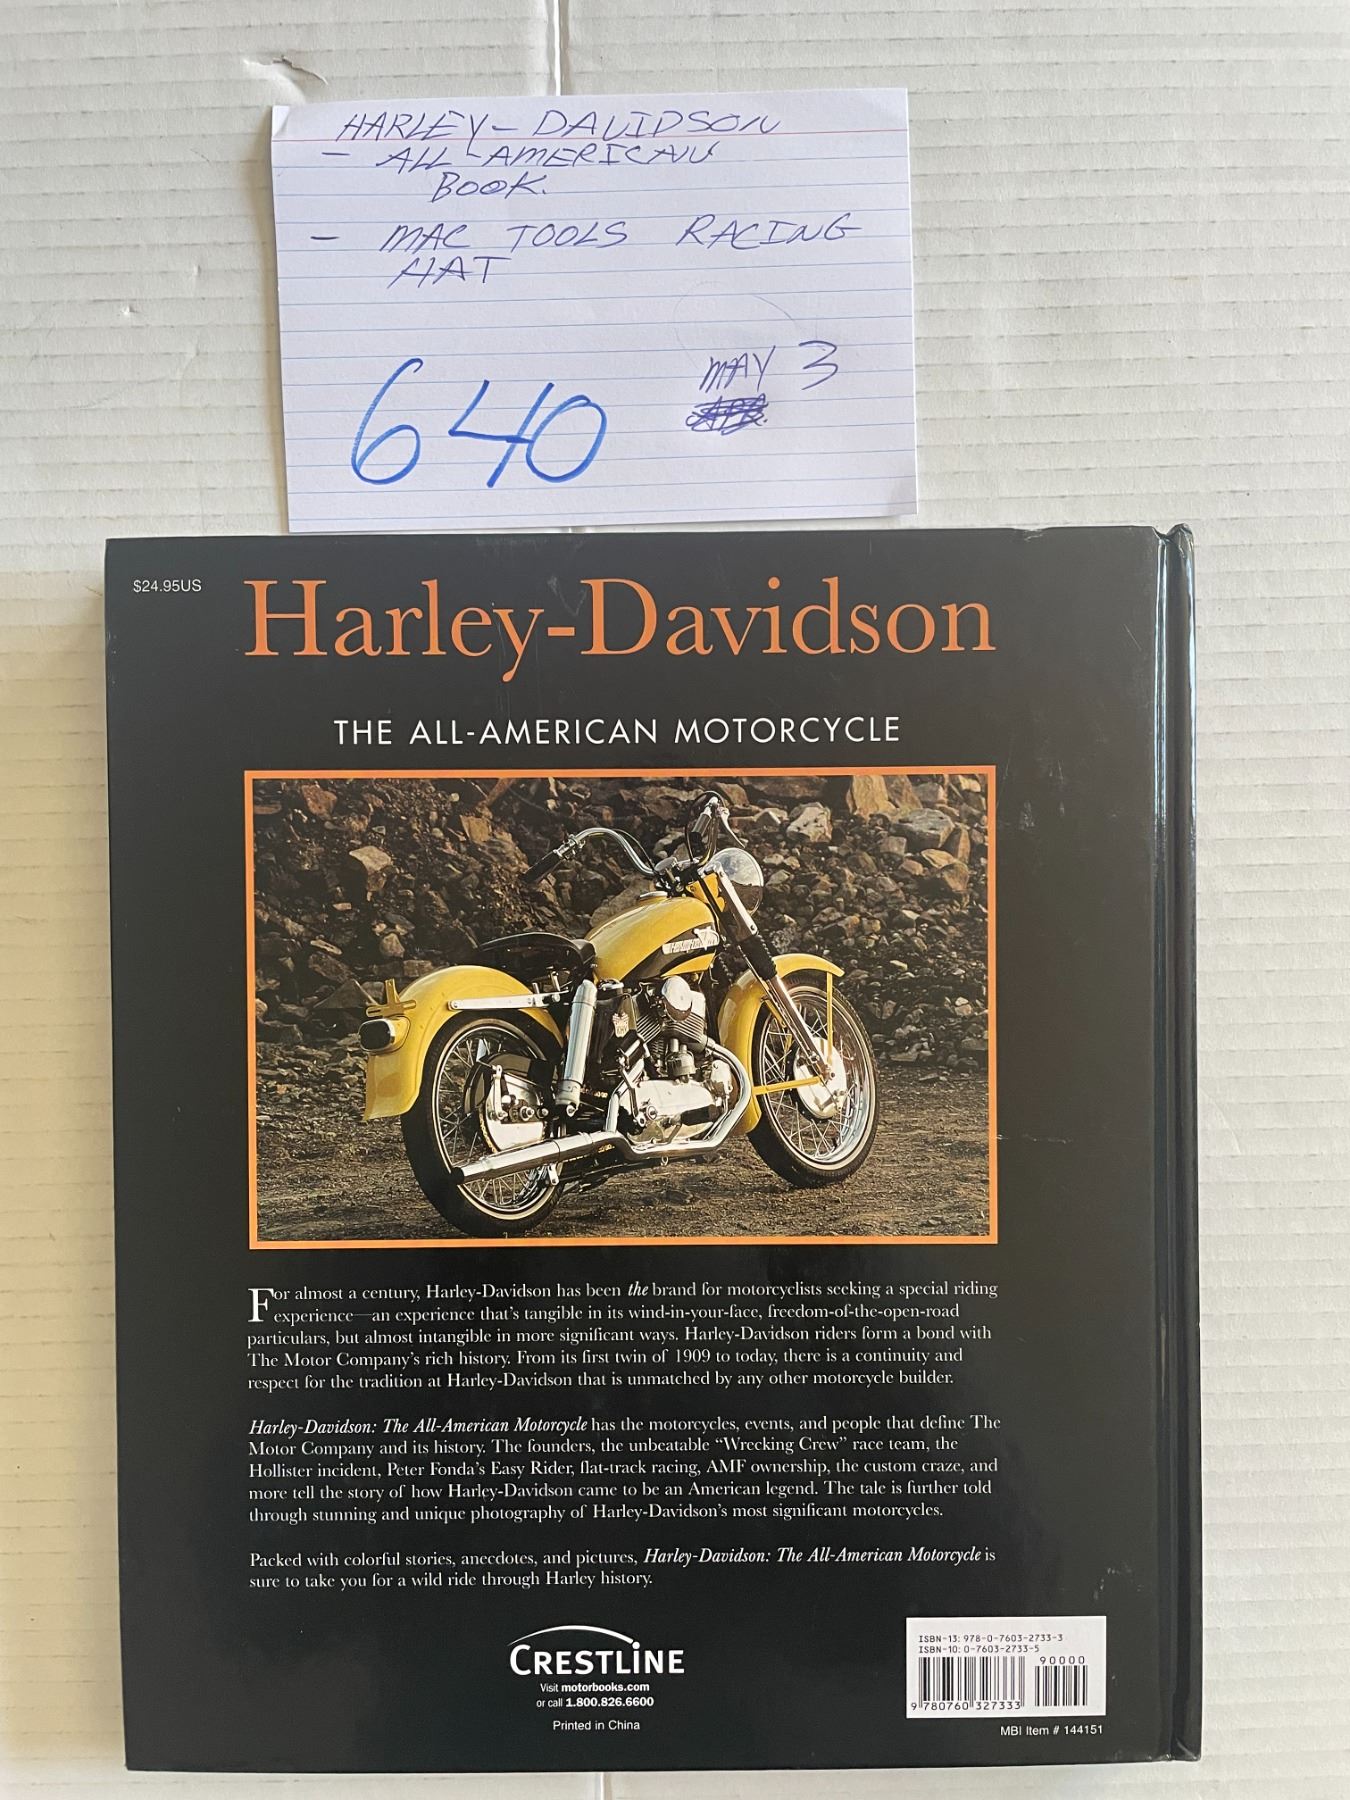 HARLEY-DAVIDSON
- ALL-AMERICAN
BOOK.
- MAC TOOLS RACING
HAT
640
MAY 3
$24.95US
Harley-Davidson
THE ALL-AMERICAN MOTORCYCLE
For almost a century, Harley-Davidson has been the brand for motorcyclists seeking a special riding
experience—an experience that's tangible in its wind-in-your-face, freedom-of-the-open-road
particulars, but almost intangible in more significant ways. Harley-Davidson riders form a bond with
The Motor Company's rich history. From its first twin of 1909 to today, there is a continuity and
respect for the tradition at Harley-Davidson that is unmatched by any other motorcycle builder.
Harley-Davidson: The All-American Motorcycle has the motorcycles, events, and people that define The
Motor Company and its history. The founders, the unbeatable “Wrecking Crew” race team, the
Hollister incident, Peter Fonda's Easy Rider, flat-track racing, AMF ownership, the custom craze, and
more tell the story of how Harley-Davidson came to be an American legend. The tale is further told
through stunning and unique photography of Harley-Davidson's most significant motorcycles.
Packed with colorful stories, anecdotes, and pictures, Harley-Davidson: The All-American Motorcycle is
sure to take you for a wild ride through Harley history.
CRESTLINE
Visit motorbooks.com
or call 1.800.826.6600
Printed in China
ISBN-13: 978-0-7603-2733-3
ISBN-10: 0-7603-2733-5
90000
9 780760 327333
MBI Item # 144151